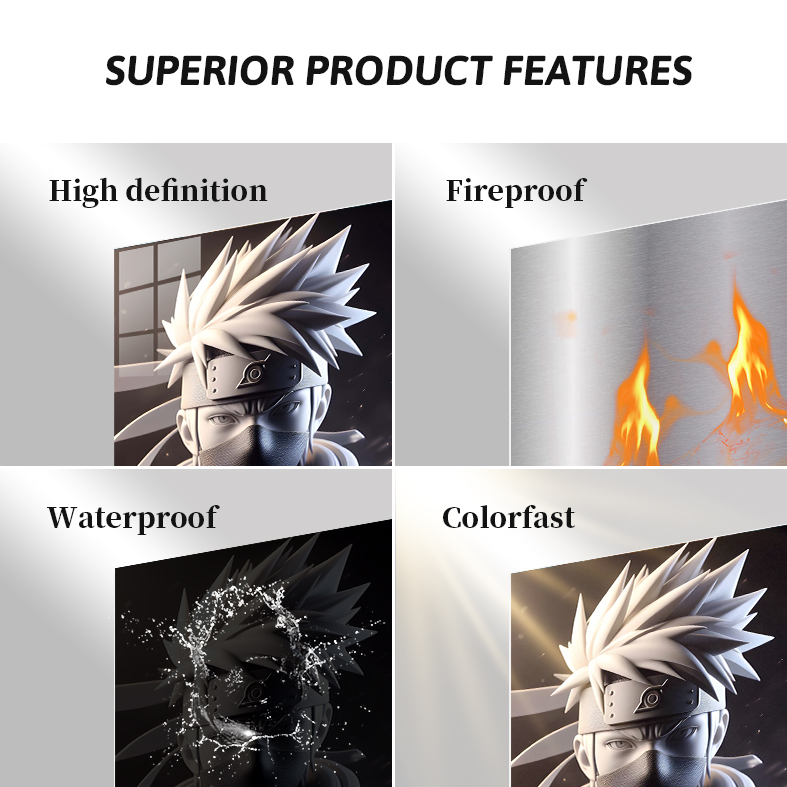 SUPERIOR PRODUCT FEATURES
High definition
Fireproof
Waterproof
Colorfast